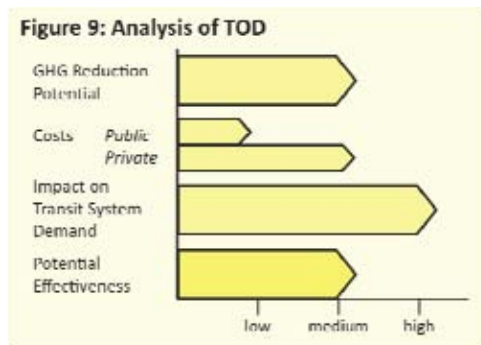 Figure 9: Analysis of TOD
GHG Reduction
Potential
Costs Public
Private
Impact on
Transit System
Demand
Potential
Effectiveness
low medium high